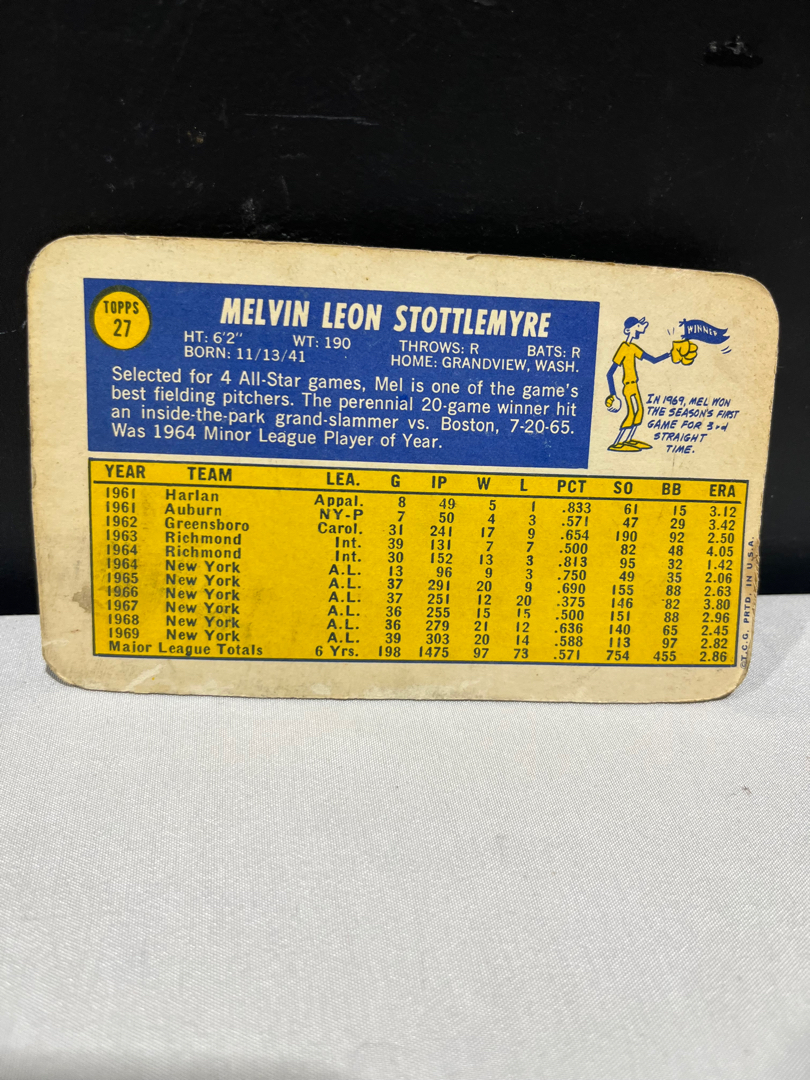 TOPPS
27
MELVIN LEON STOTTLEMYRE
HT: 6'2" WT: 190 THROWS: R BATS: R
BORN: 11/13/41 HOME: GRANDVIEW, WASH.
Selected for 4 All-Star games, Mel is one of the game's
best fielding pitchers. The perennial 20-game winner hit
an inside-the-park grand-slammer vs. Boston, 7-20-65.
Was 1964 Minor League Player of Year.
WINNER
IN 1969, MEL WON
THE SEASON'S FIRST
GAME FOR 3rd
STRAIGHT
TIME.
YEAR TEAM LEA. G IP W L PCT SO BB ERA
1961 Harlan Appal. 8 49 5 1 .833 61 15 3.12
1961 Auburn NY-P 7 50 4 3 .571 47 29 3.42
1962 Greensboro Carol. 31 241 17 9 .654 190 92 2.50
1963 Richmond Int. 39 131 7 7 .500 82 48 4.05
1964 Richmond Int. 30 152 13 3 .813 95 32 1.42
1964 New York A.L. 13 96 9 3 .750 49 35 2.06
1965 New York A.L. 37 291 20 9 .690 155 88 2.63
1966 New York A.L. 37 251 12 20 .375 146 82 3.80
1967 New York A.L. 36 255 15 15 .500 151 88 2.96
1968 New York A.L. 36 279 21 12 .636 140 65 2.45
1969 New York A.L. 39 303 20 14 .588 113 97 2.82
Major League Totals 6 Yrs. 198 1475 97 73 .571 754 455 2.86
©T.C.G. PRTD. IN U.S.A.